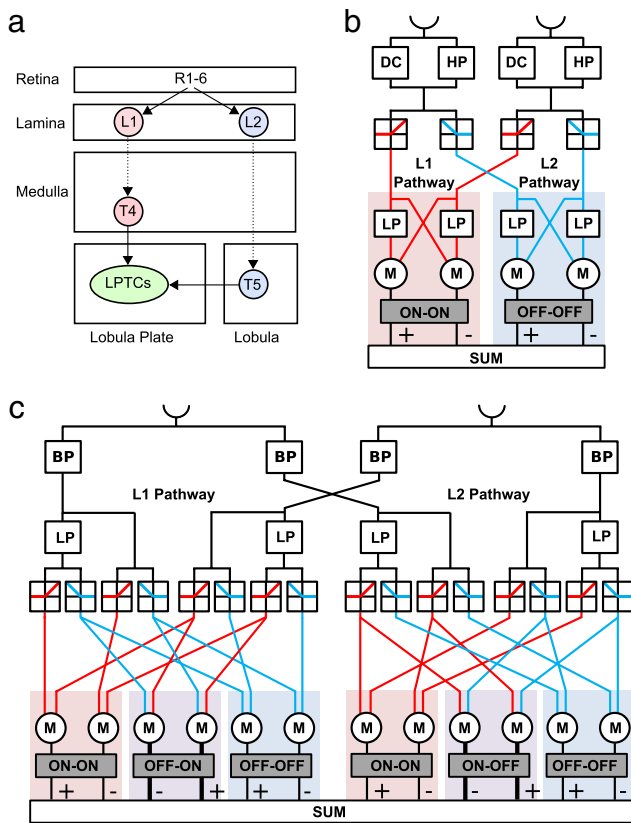 a
Retina
R1-6
Lamina
L1
L2
Medulla
T4
LPTCs
T5
Lobula Plate
Lobula
b
DC
HP
DC
HP
L1
Pathway
L2
Pathway
LP
LP
LP
LP
M
M
M
M
ON-ON
OFF-OFF
+
-
+
-
SUM
c
BP
BP
BP
BP
L1 Pathway
L2 Pathway
LP
LP
LP
LP
M
M
M
M
M
M
M
M
M
M
M
M
ON-ON
OFF-ON
OFF-OFF
ON-ON
ON-OFF
OFF-OFF
+
-
-
+
+
-
+
-
-
+
+
-
SUM